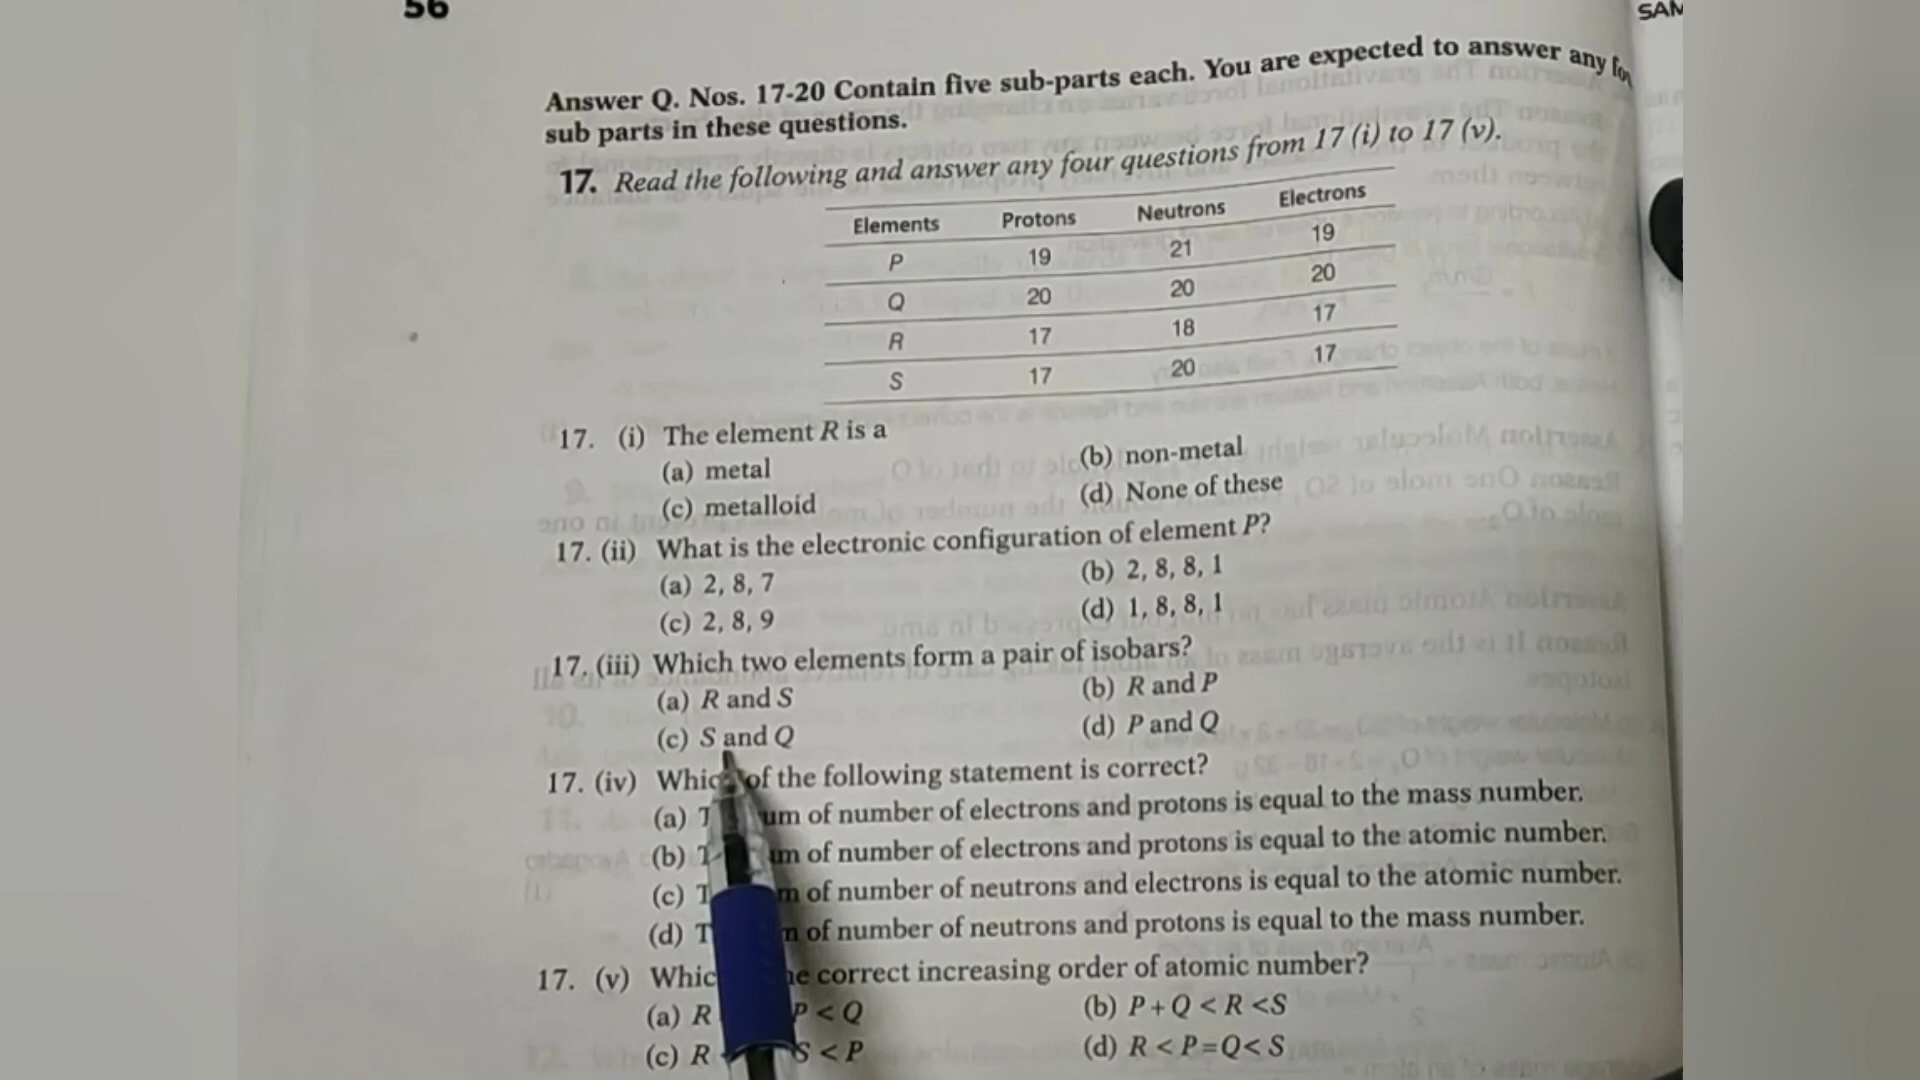 56
SAM
Answer Q. Nos. 17-20 Contain five sub-parts each. You are expected to answer any
sub parts in these questions.
17. Read the following and answer any four questions from 17 (i) to 17 (v).
Elements Protons Neutrons Electrons
P 19 21 19
Q 20 20 20
R 17 18 17
S 17 20 17
17. (i) The element R is a
(a) metal (b) non-metal
(c) metalloid (d) None of these
17. (ii) What is the electronic configuration of element P?
(a) 2, 8, 7 (b) 2, 8, 8, 1
(c) 2, 8, 9 (d) 1, 8, 8, 1
17. (iii) Which two elements form a pair of isobars?
(a) R and S (b) R and P
(c) S and Q (d) P and Q
17. (iv) of the following statement is correct?
(a) of number of electrons and protons is equal to the mass number.
(b) of number of electrons and protons is equal to the atomic number.
(c) of number of neutrons and electrons is equal to the atomic number.
(d) of number of neutrons and protons is equal to the mass number.
17. (v) correct increasing order of atomic number?
(a) R P < Q (b) P + Q < R < S
(c) R S < P (d) R < P = Q < S